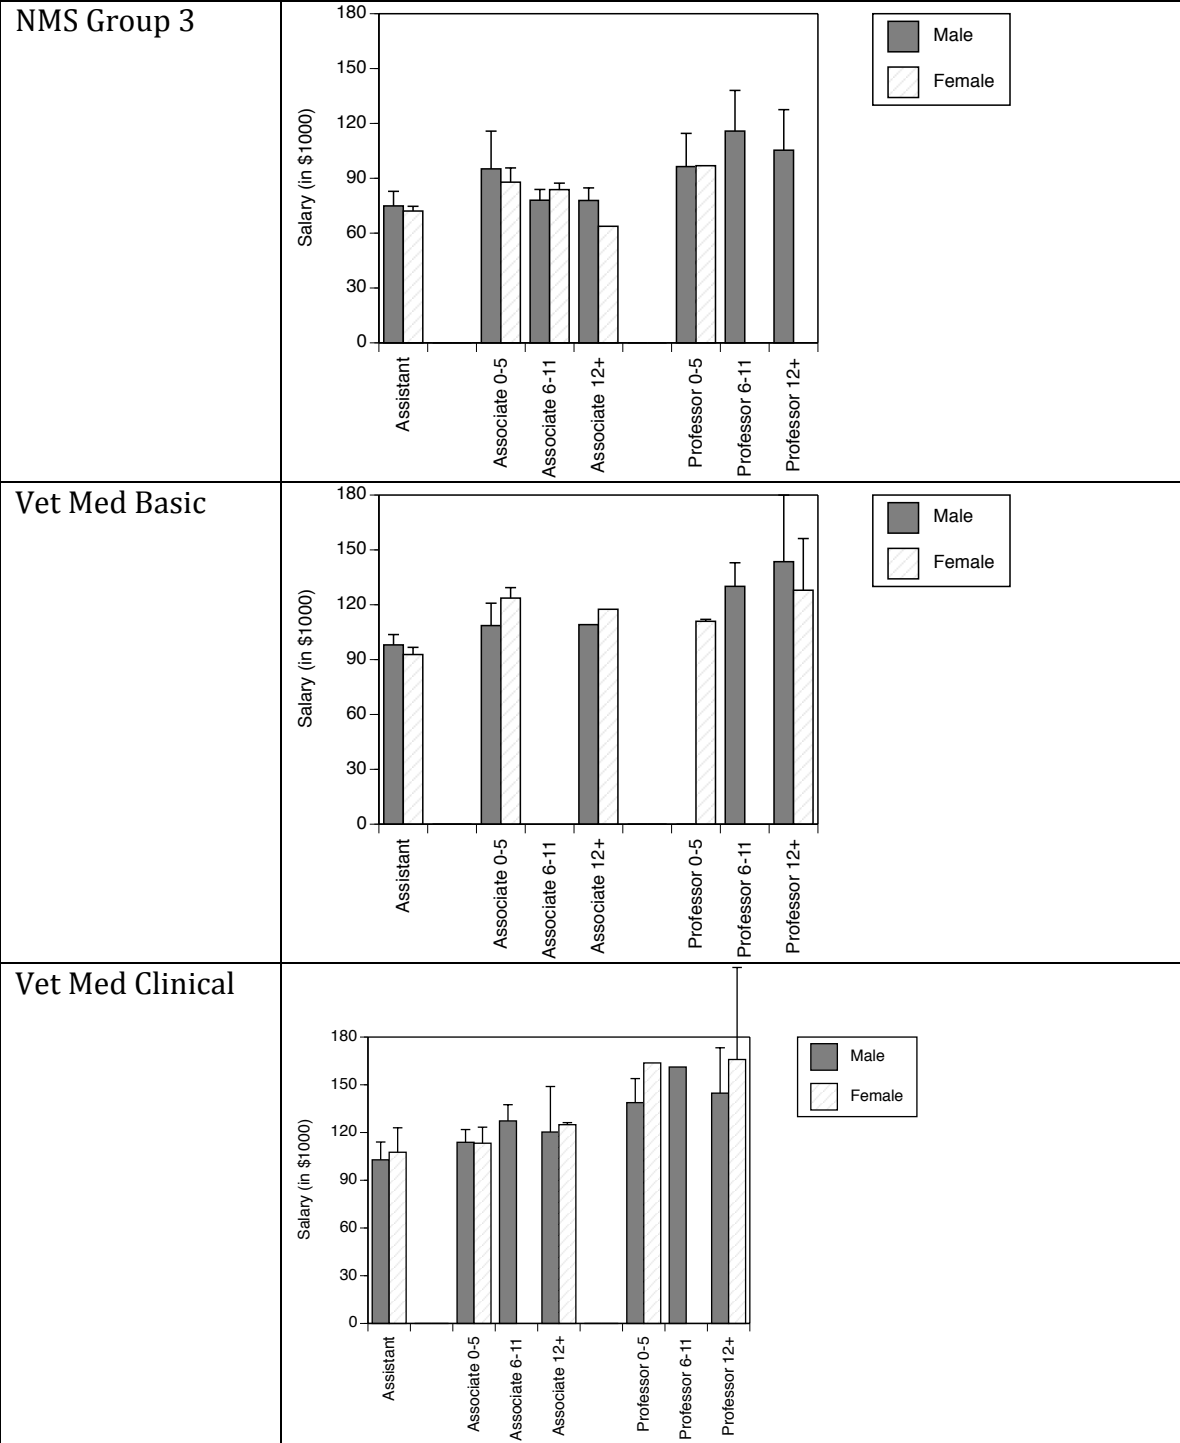 NMS Group 3
180
150
120
90
60
30
0
Salary (in $1000)
Assistant
Associate 0-5
Associate 6-11
Associate 12+
Professor 0-5
Professor 6-11
Professor 12+
Male
Female
Vet Med Basic
180
150
120
90
60
30
0
Salary (in $1000)
Assistant
Associate 0-5
Associate 6-11
Associate 12+
Professor 0-5
Professor 6-11
Professor 12+
Male
Female
Vet Med Clinical
180
150
120
90
60
30
0
Salary (in $1000)
Assistant
Associate 0-5
Associate 6-11
Associate 12+
Professor 0-5
Professor 6-11
Professor 12+
Male
Female